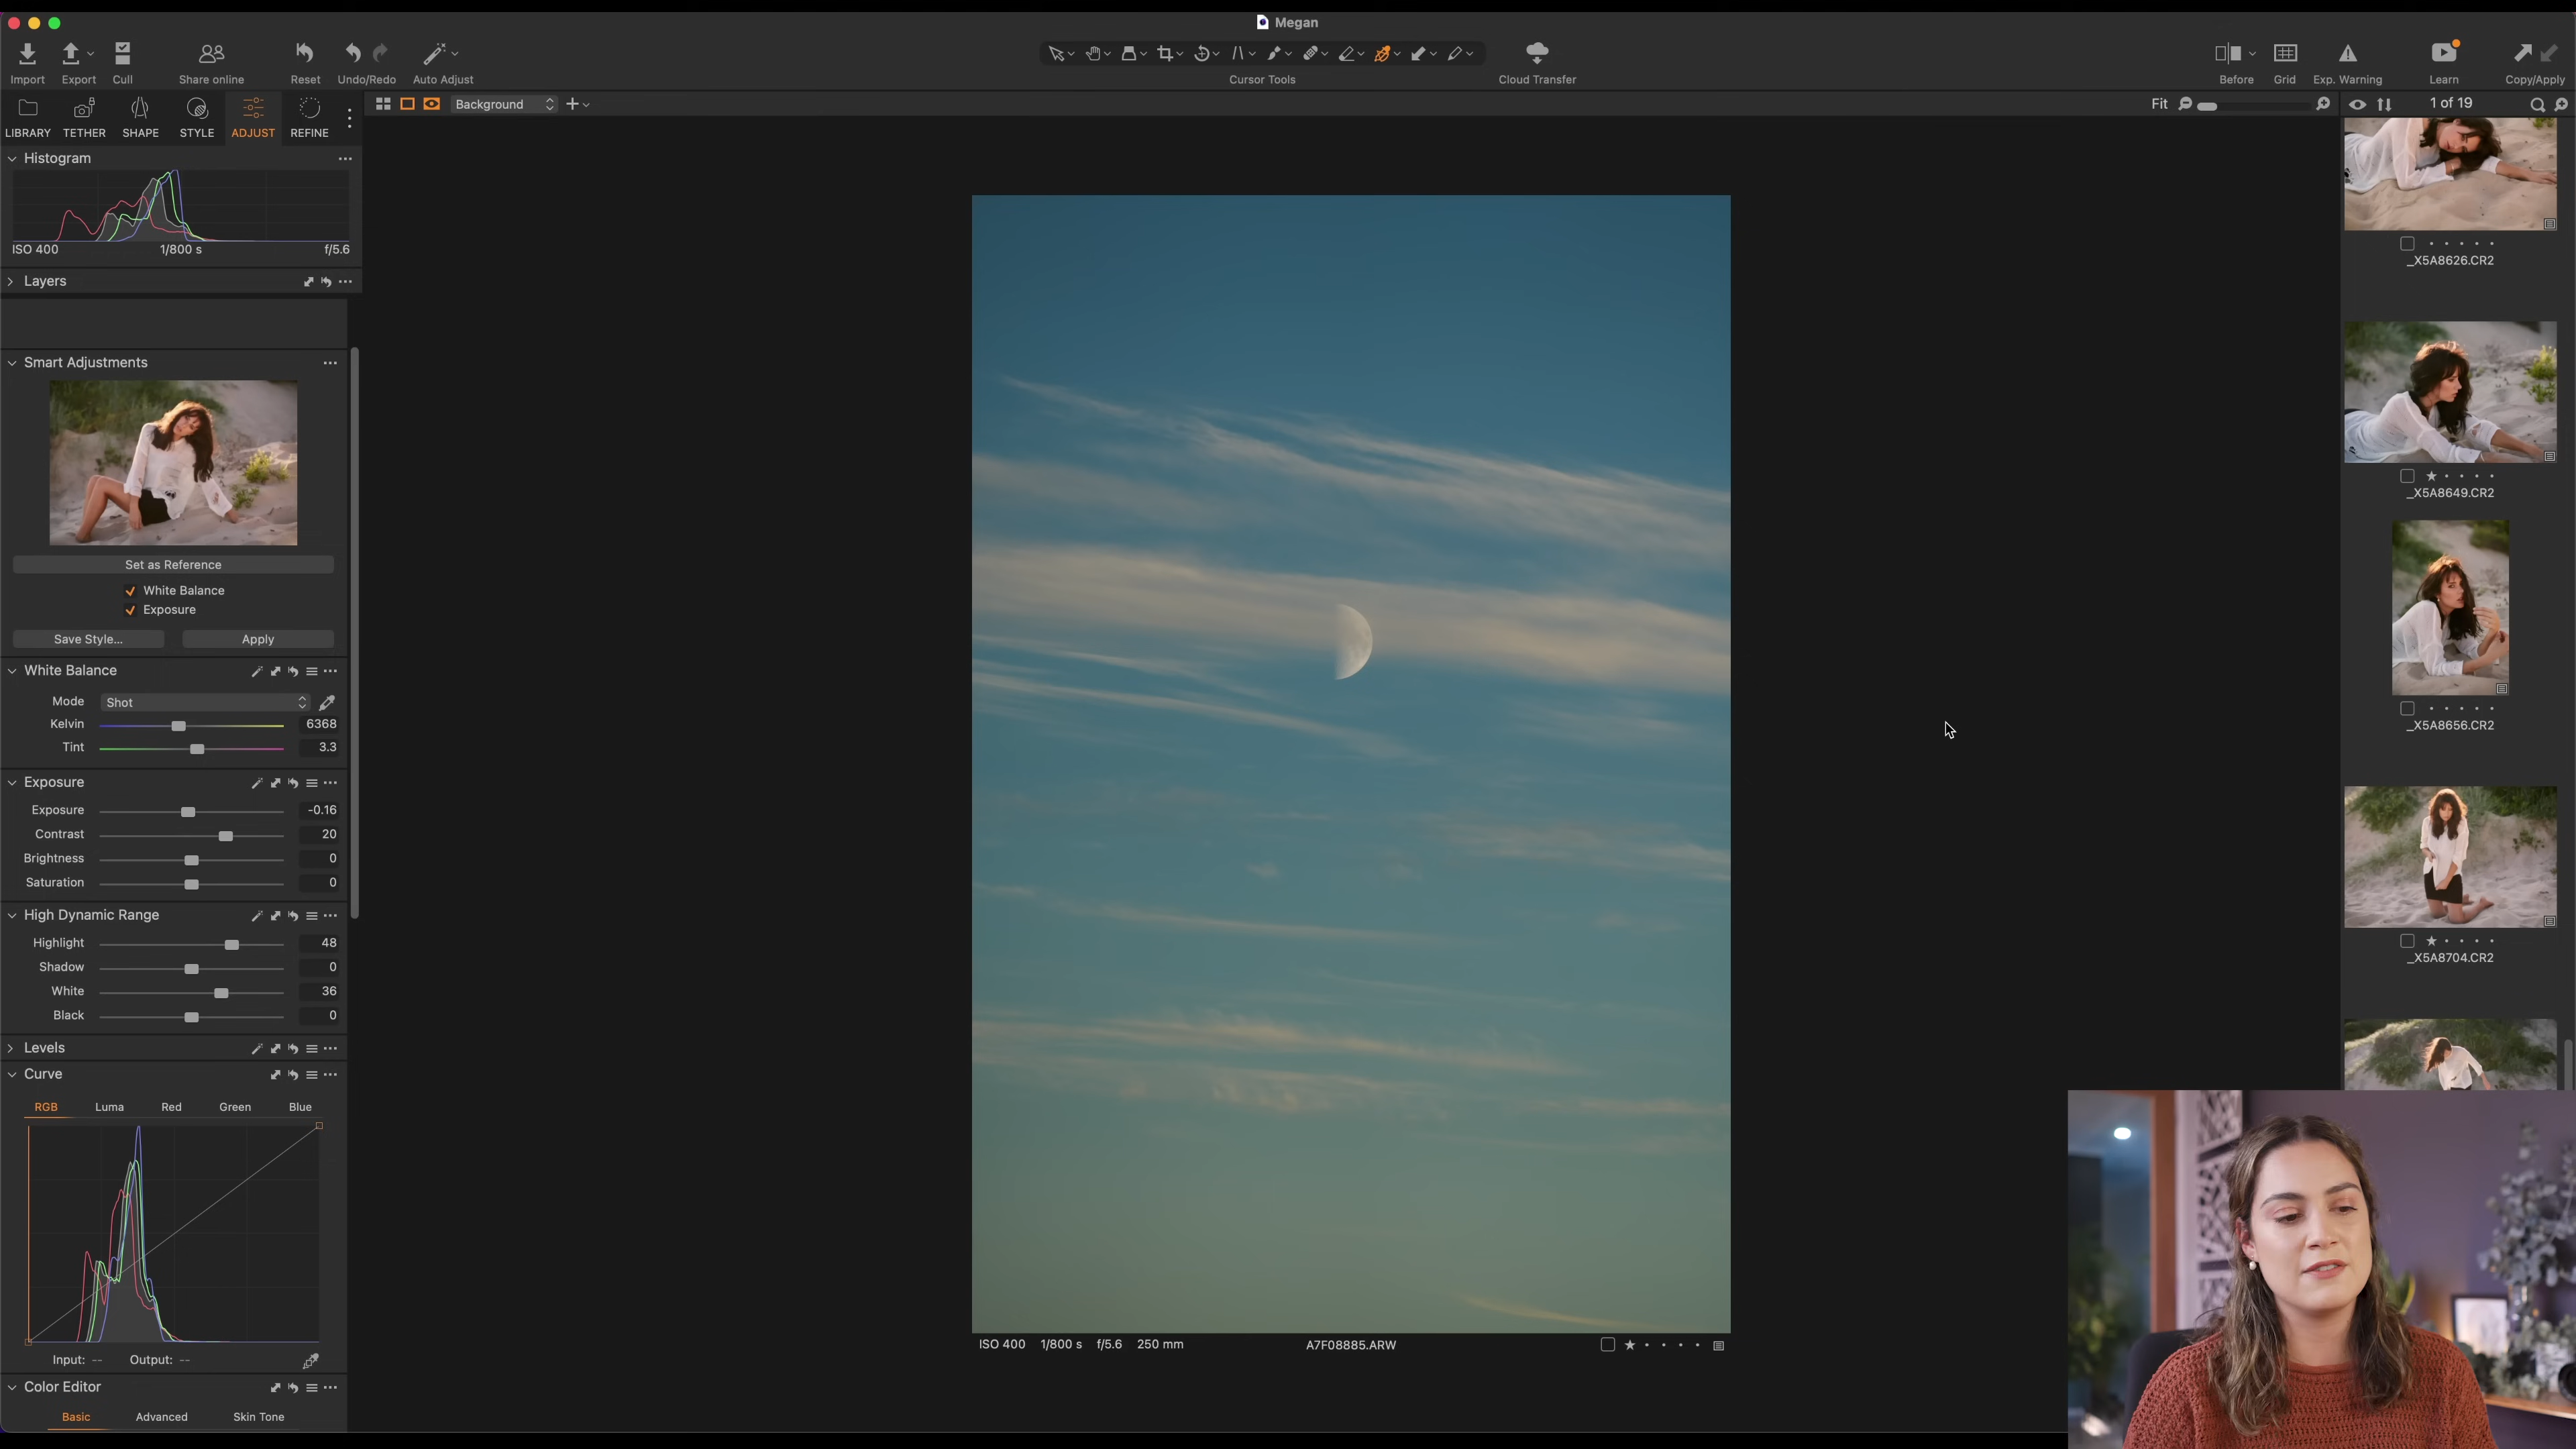 Megan
Import
Export
Cull
Share online
Reset
Undo/Redo
Auto Adjust
Cursor Tools
Cloud Transfer
Before
Grid
Exp. Warning
Learn
Copy/Apply
LIBRARY
TETHER
SHAPE
STYLE
ADJUST
REFINE
Background
Fit
1 of 19
Histogram
ISO 400 1/800 s f/5.6
Layers
Smart Adjustments
Set as Reference
White Balance
Exposure
Save Style...
Apply
White Balance
Mode Shot
Kelvin 6368
Tint 3.3
Exposure
Exposure -0.16
Contrast 20
Brightness 0
Saturation 0
High Dynamic Range
Highlight 48
Shadow 0
White 36
Black 0
Levels
Curve
RGB Luma Red Green Blue
Input: -- Output: --
Color Editor
Basic Advanced Skin Tone
ISO 400 1/800 s f/5.6 250 mm
A7F08885.ARW
_X5A8626.CR2
_X5A8649.CR2
_X5A8656.CR2
_X5A8704.CR2